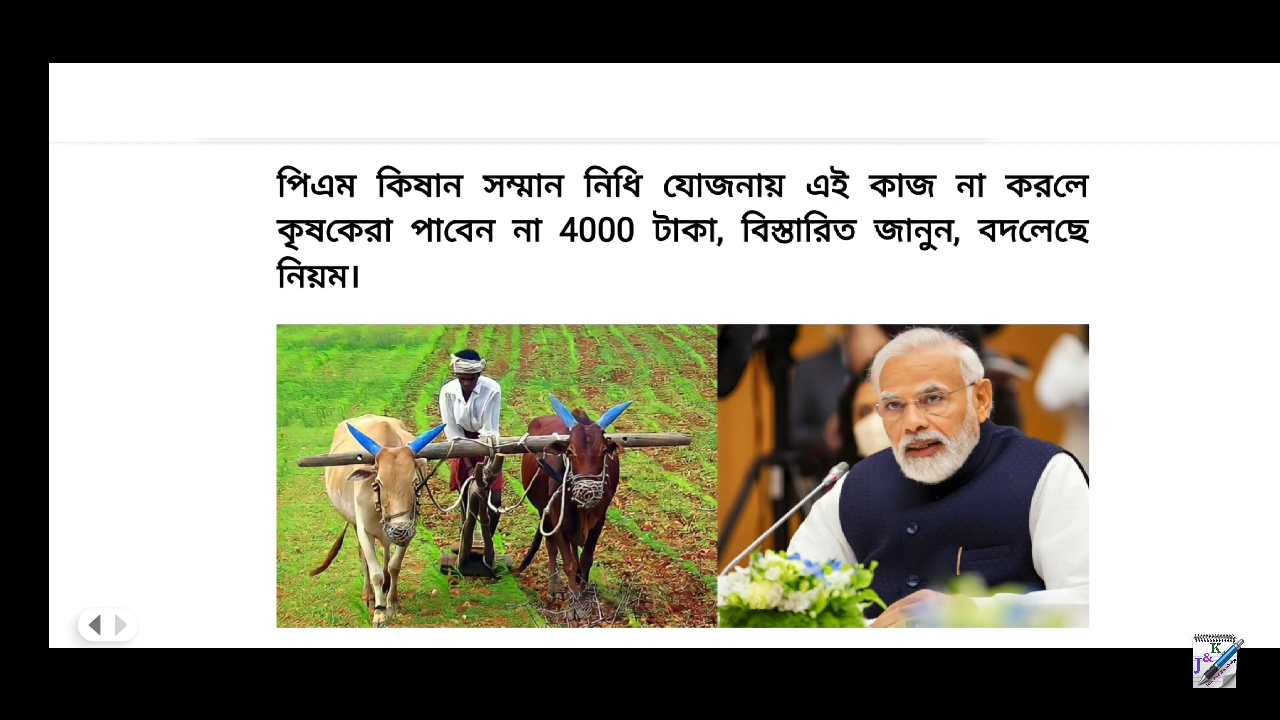 পিএম কিষান সম্মান নিধি যোজনায় এই কাজ না করলে
কৃষকেরা পাবেন না 4000 টাকা, বিস্তারিত জানুন, বদলেছে
নিয়ম।
J&K